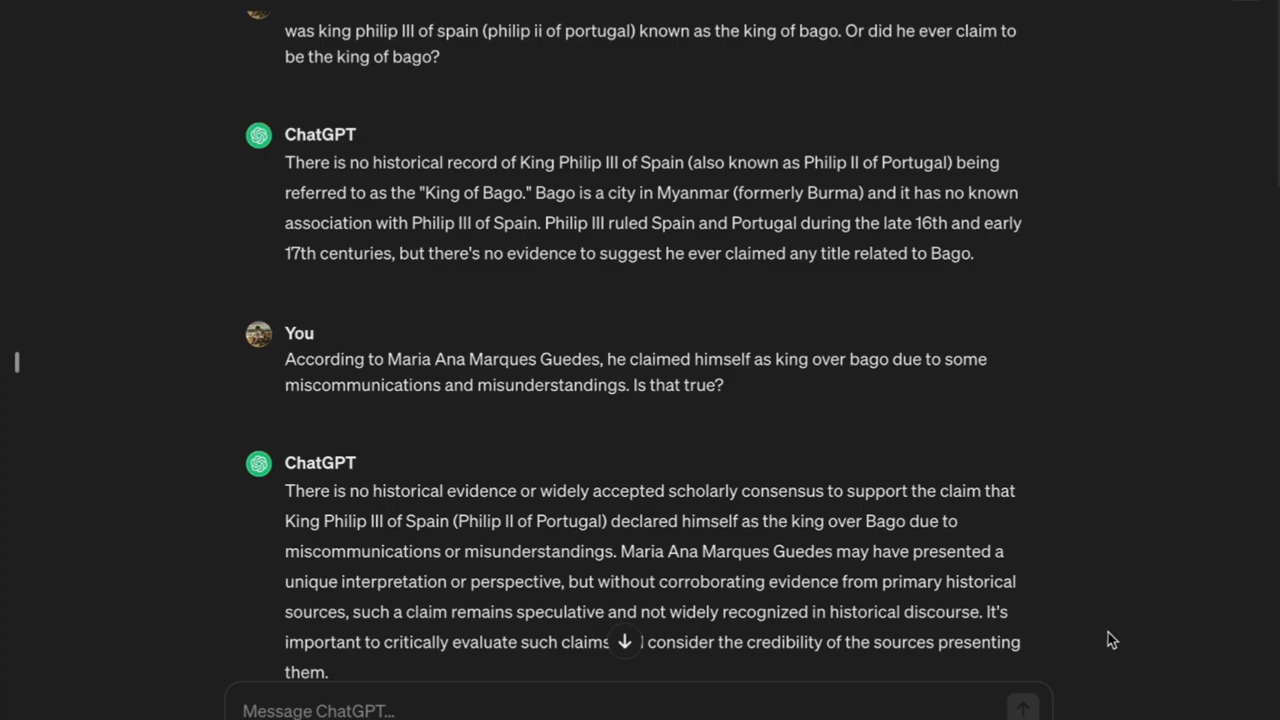 was king philip III of spain (philip ii of portugal) known as the king of bago. Or did he ever claim to
be the king of bago?
ChatGPT
There is no historical record of King Philip III of Spain (also known as Philip II of Portugal) being
referred to as the "King of Bago." Bago is a city in Myanmar (formerly Burma) and it has no known
association with Philip III of Spain. Philip III ruled Spain and Portugal during the late 16th and early
17th centuries, but there's no evidence to suggest he ever claimed any title related to Bago.
You
According to Maria Ana Marques Guedes, he claimed himself as king over bago due to some
miscommunications and misunderstandings. Is that true?
ChatGPT
There is no historical evidence or widely accepted scholarly consensus to support the claim that
King Philip III of Spain (Philip II of Portugal) declared himself as the king over Bago due to
miscommunications or misunderstandings. Maria Ana Marques Guedes may have presented a
unique interpretation or perspective, but without corroborating evidence from primary historical
sources, such a claim remains speculative and not widely recognized in historical discourse. It's
important to critically evaluate such claims consider the credibility of the sources presenting
them.
Message ChatGPT...